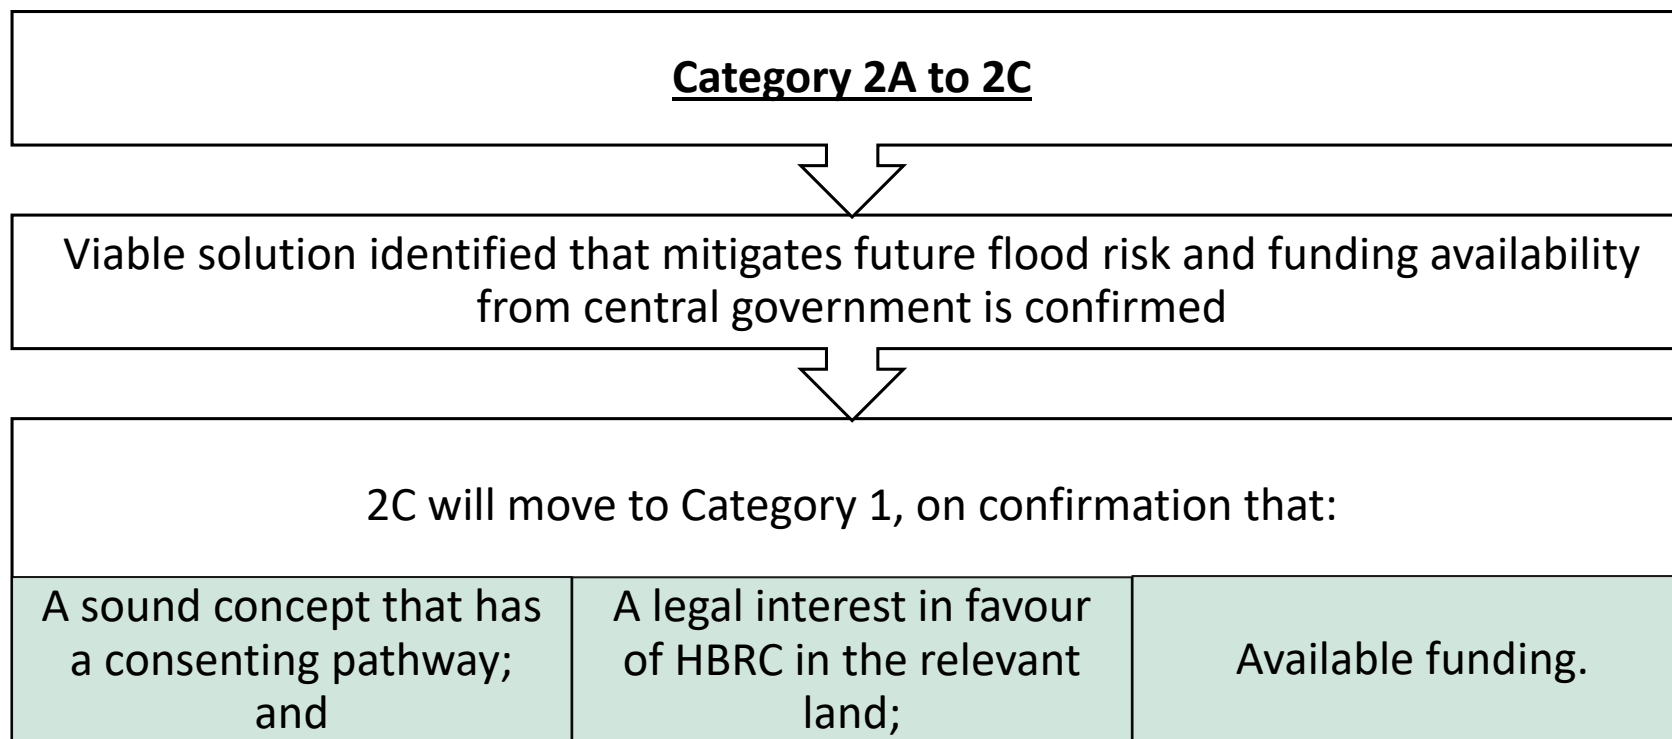 Category 2A to 2C
Viable solution identified that mitigates future flood risk and funding availability
from central government is confirmed
2C will move to Category 1, on confirmation that:
A sound concept that has
a consenting pathway;
and
A legal interest in favour
of HBRC in the relevant
land;
Available funding.